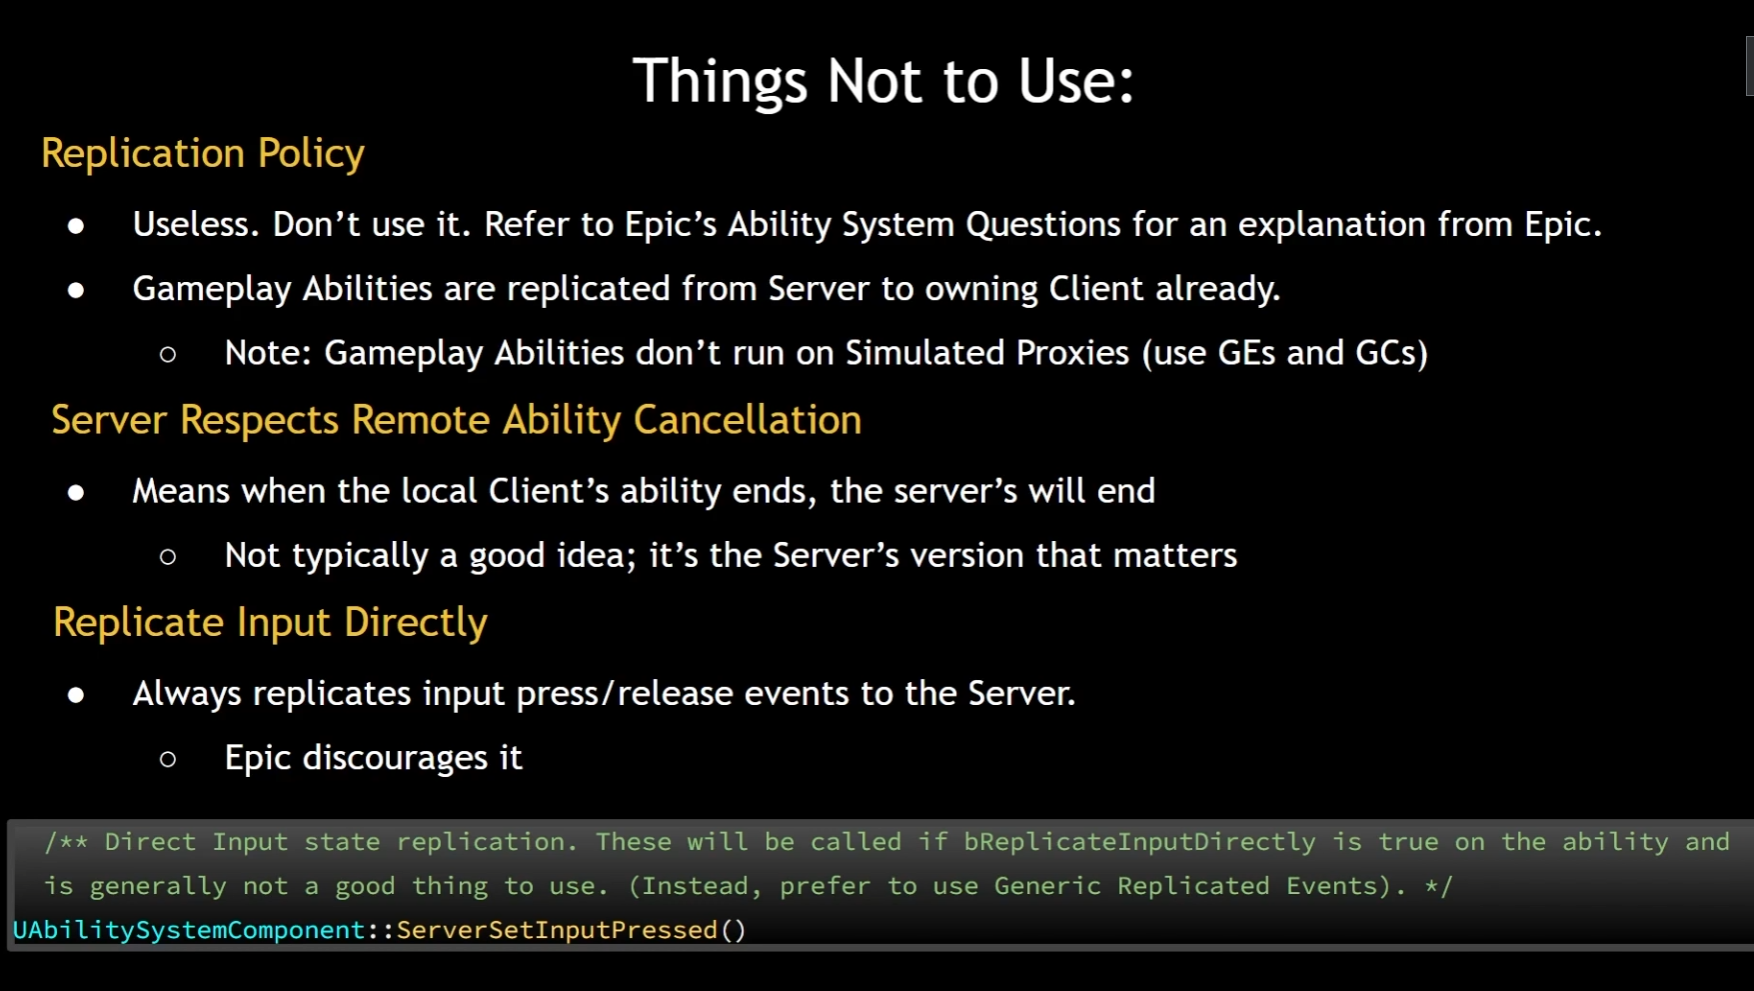 Things Not to Use:
Replication Policy
● Useless. Don’t use it. Refer to Epic’s Ability System Questions for an explanation from Epic.
● Gameplay Abilities are replicated from Server to owning Client already.
○ Note: Gameplay Abilities don’t run on Simulated Proxies (use GEs and GCs)
Server Respects Remote Ability Cancellation
● Means when the local Client’s ability ends, the server’s will end
○ Not typically a good idea; it’s the Server’s version that matters
Replicate Input Directly
● Always replicates input press/release events to the Server.
○ Epic discourages it
/** Direct Input state replication. These will be called if bReplicateInputDirectly is true on the ability and
is generally not a good thing to use. (Instead, prefer to use Generic Replicated Events). */
UAbilitySystemComponent::ServerSetInputPressed()